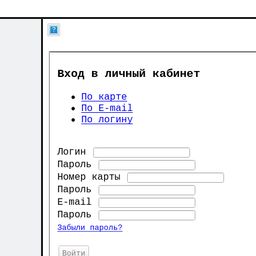 Вход в личный кабинет
По карте
По E-mail
По логину
Логин
Пароль
Номер карты
Пароль
E-mail
Пароль
Забыли пароль?
Войти